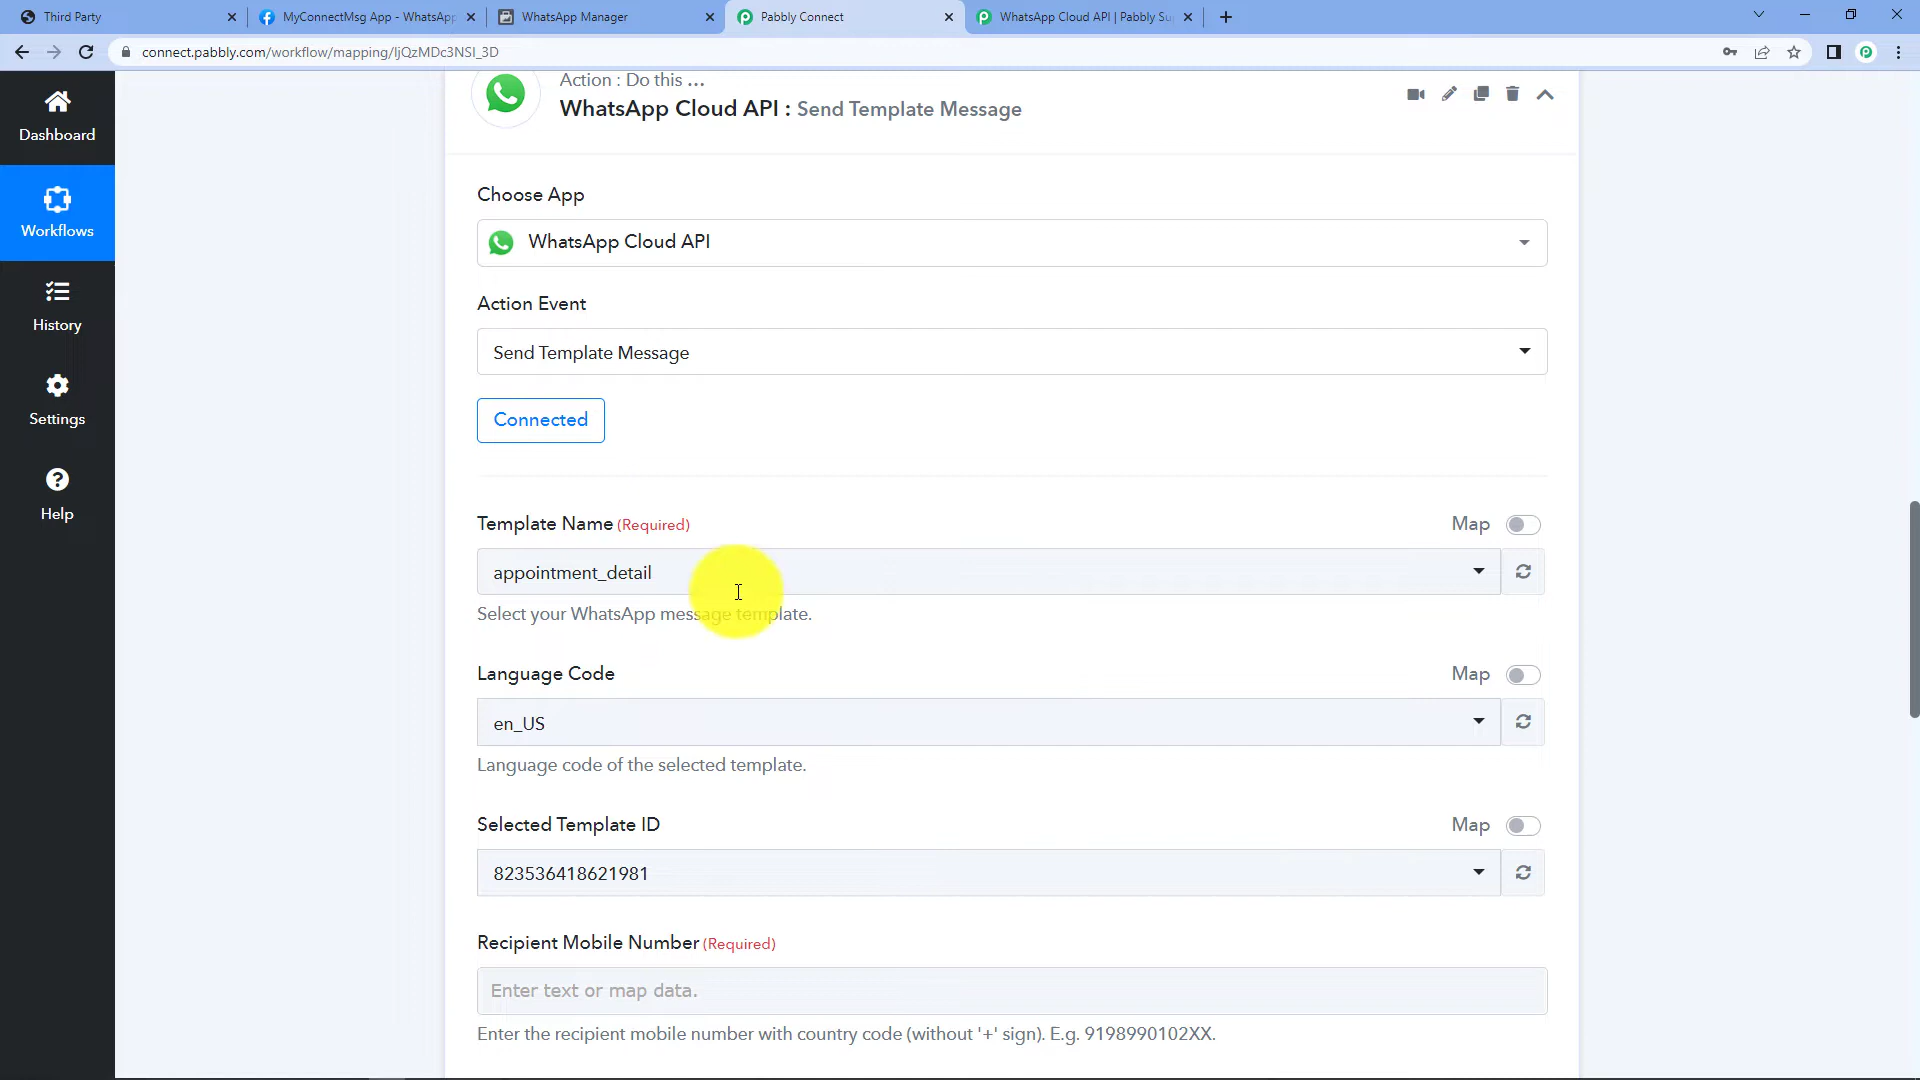 Third Party
MyConnectMsg App - WhatsApp
WhatsApp Manager
Pabbly Connect
WhatsApp Cloud API | Pabbly Su
connect.pabbly.com/workflow/mapping/IjQzMDc3NSI_3D
Dashboard
Workflows
History
Settings
Help
Action : Do this ...
WhatsApp Cloud API : Send Template Message
Choose App
WhatsApp Cloud API
Action Event
Send Template Message
Connected
Template Name (Required)
Map
appointment_detail
Select your WhatsApp message template.
Language Code
Map
en_US
Language code of the selected template.
Selected Template ID
Map
823536418621981
Recipient Mobile Number (Required)
Enter text or map data.
Enter the recipient mobile number with country code (without '+' sign). E.g. 9198990102XX.